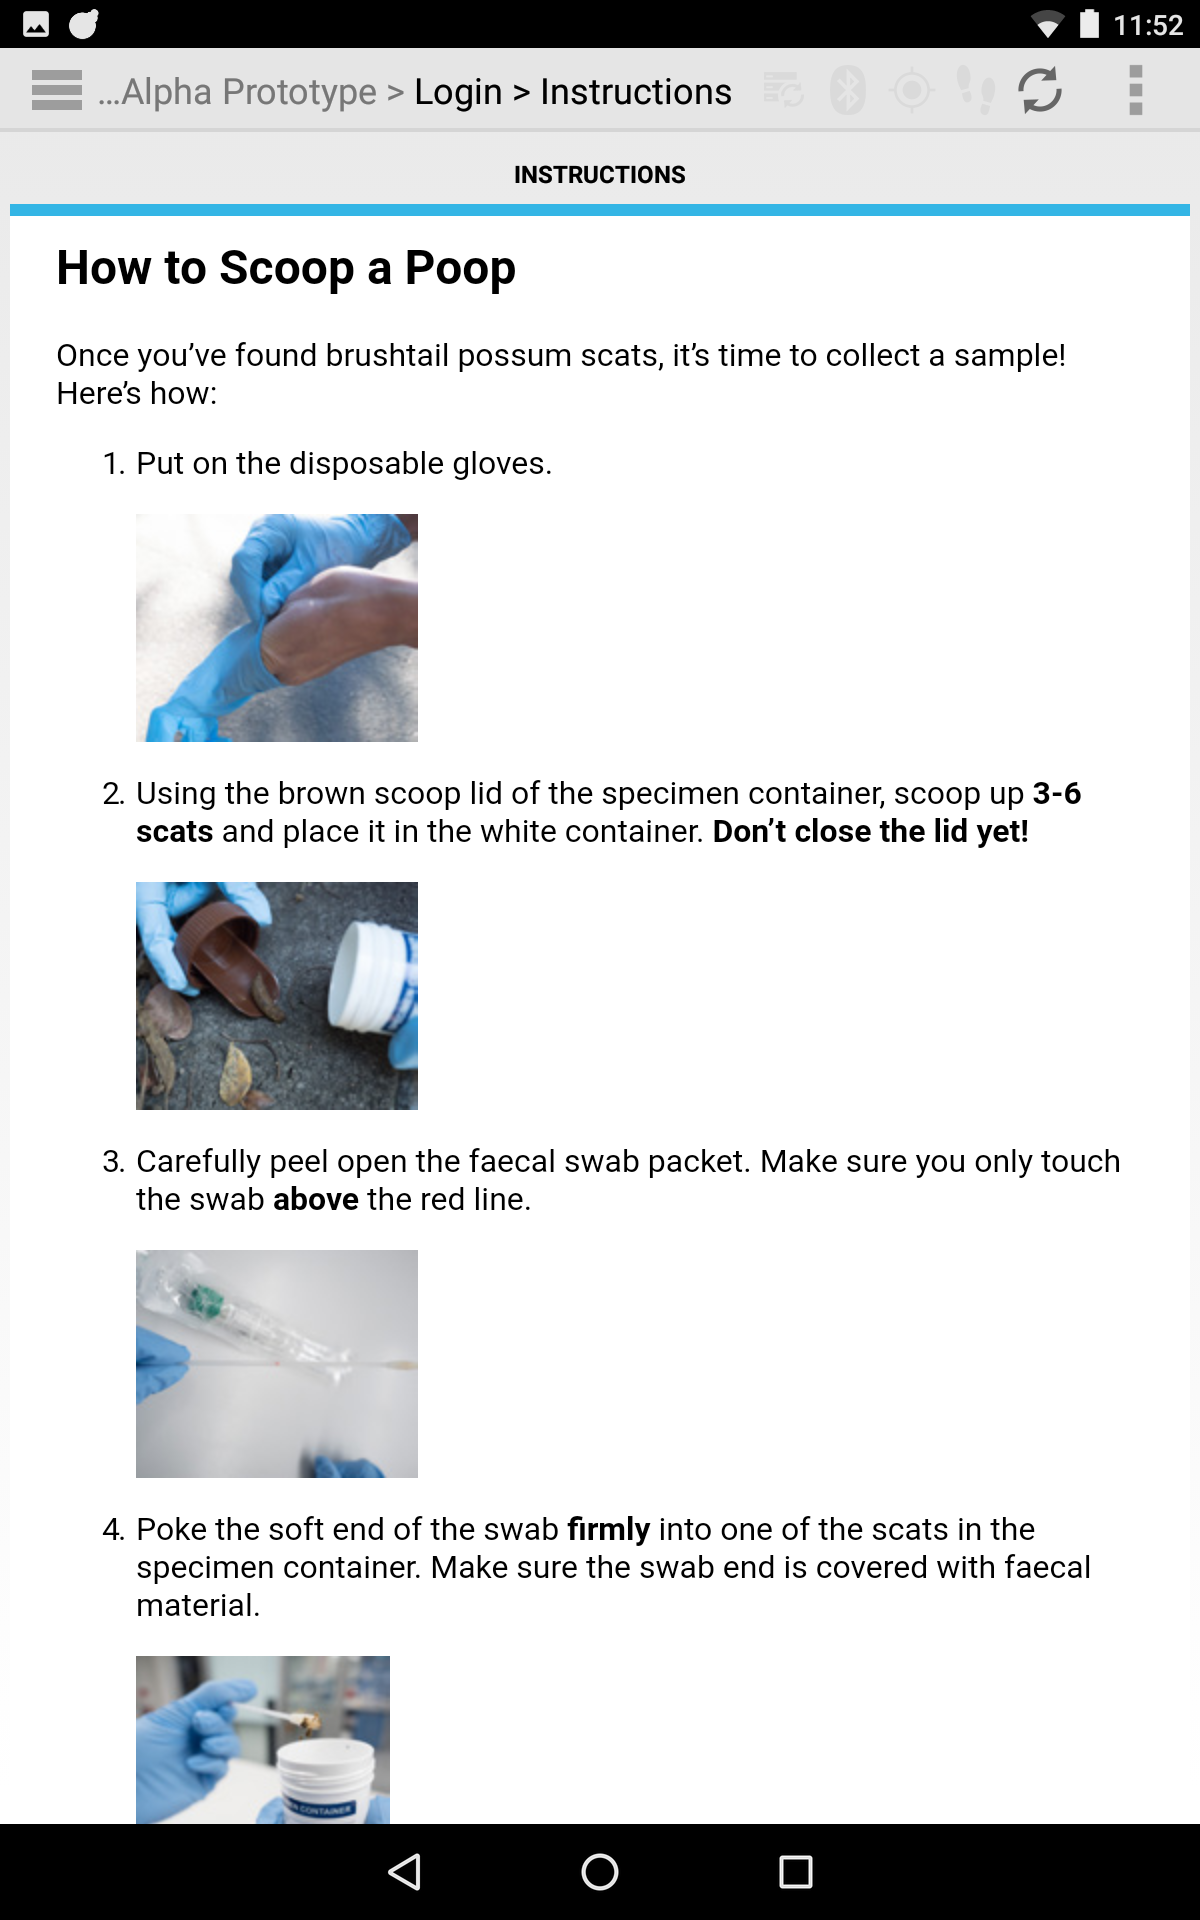 11:52
…Alpha Prototype > Login > Instructions
INSTRUCTIONS
How to Scoop a Poop
Once you’ve found brushtail possum scats, it’s time to collect a sample!
Here’s how:
1. Put on the disposable gloves.
2. Using the brown scoop lid of the specimen container, scoop up 3-6
scats and place it in the white container. Don’t close the lid yet!
3. Carefully peel open the faecal swab packet. Make sure you only touch
the swab above the red line.
4. Poke the soft end of the swab firmly into one of the scats in the
specimen container. Make sure the swab end is covered with faecal
material.
CONTAINER